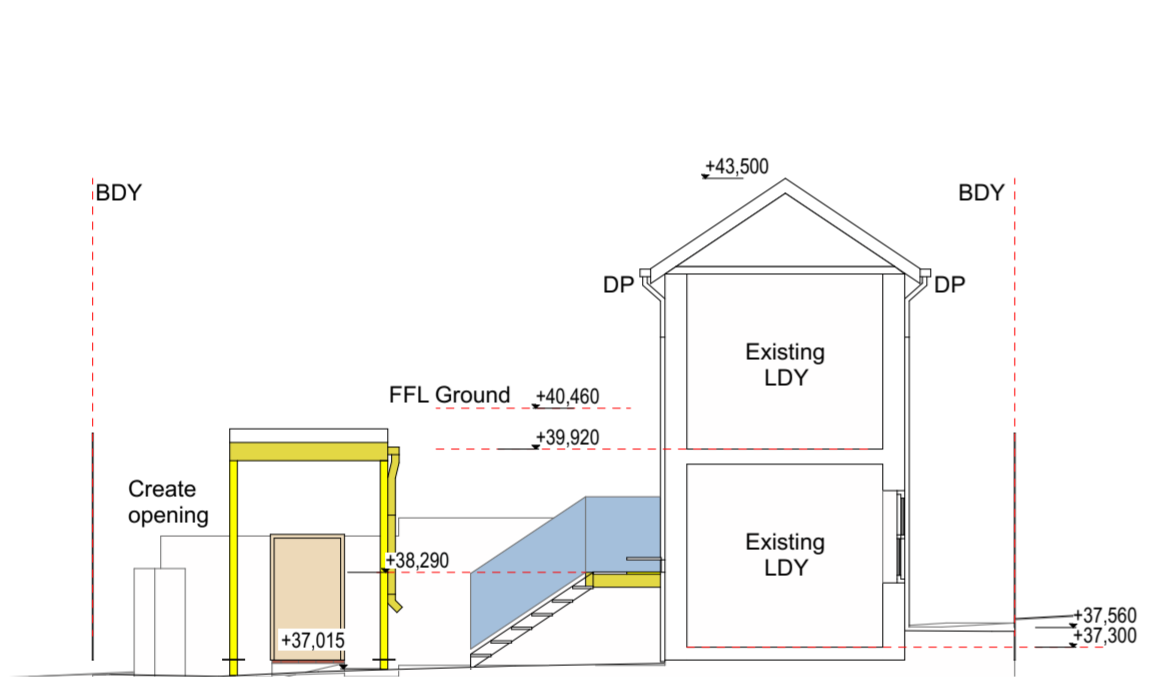 +43,500
BDY
BDY
DP
DP
Existing
LDY
FFL Ground
+40,460
+39,920
Create
opening
+38,290
Existing
LDY
+37,015
+37,560
+37,300